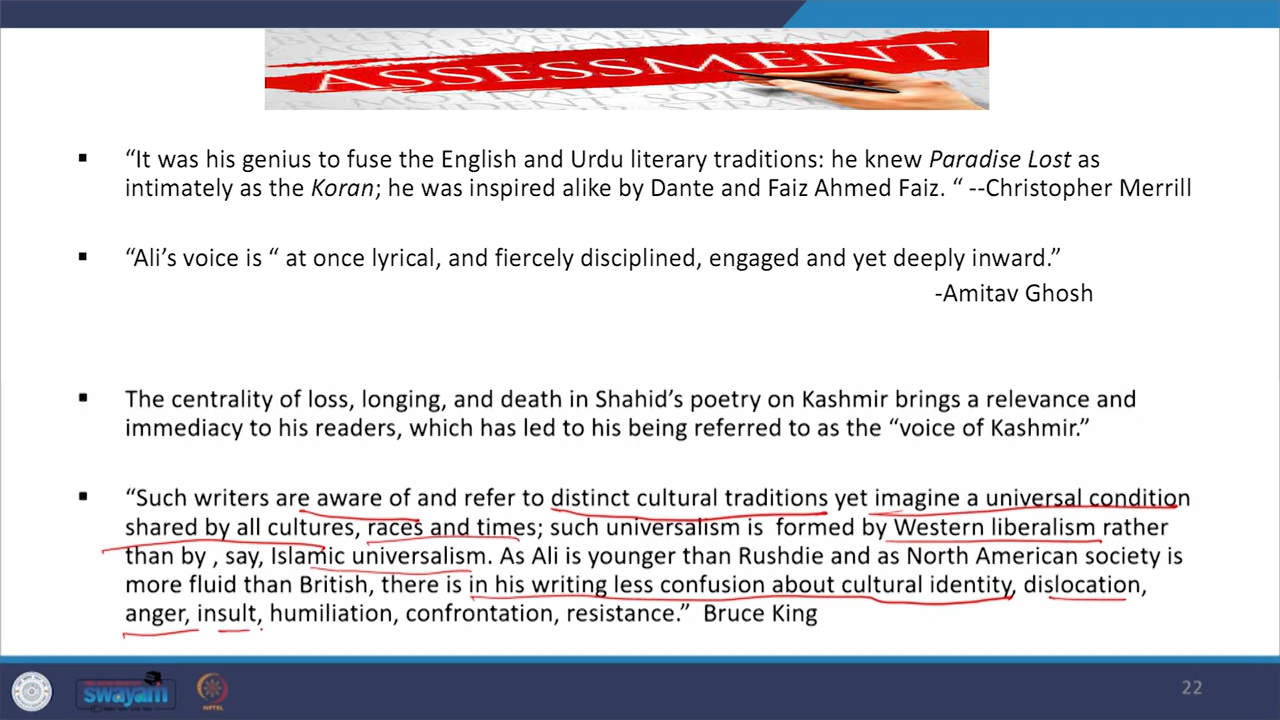 ASSESSMENT
▪ “It was his genius to fuse the English and Urdu literary traditions: he knew Paradise Lost as
intimately as the Koran; he was inspired alike by Dante and Faiz Ahmed Faiz. “ --Christopher Merrill
▪ “Ali’s voice is “ at once lyrical, and fiercely disciplined, engaged and yet deeply inward.”
-Amitav Ghosh
▪ The centrality of loss, longing, and death in Shahid’s poetry on Kashmir brings a relevance and
immediacy to his readers, which has led to his being referred to as the “voice of Kashmir.”
▪ “Such writers are aware of and refer to distinct cultural traditions yet imagine a universal condition
shared by all cultures, races and times; such universalism is formed by Western liberalism rather
than by , say, Islamic universalism. As Ali is younger than Rushdie and as North American society is
more fluid than British, there is in his writing less confusion about cultural identity, dislocation,
anger, insult, humiliation, confrontation, resistance.” Bruce King
swayam
NPTEL
22